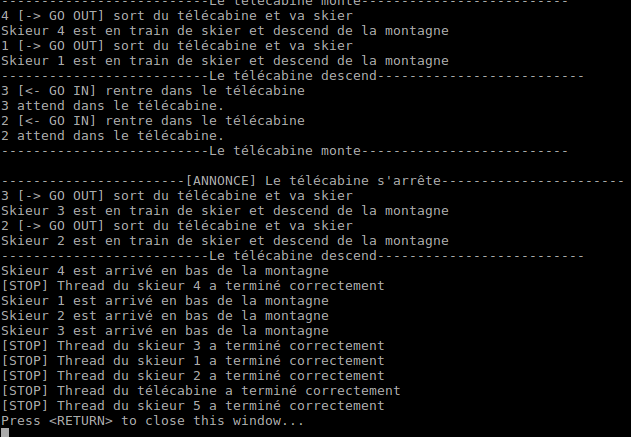 --------------------------Le télécabine monte--------------------------
4 [-> GO OUT] sort du télécabine et va skier
Skieur 4 est en train de skier et descend de la montagne
1 [-> GO OUT] sort du télécabine et va skier
Skieur 1 est en train de skier et descend de la montagne
--------------------------Le télécabine descend--------------------------
3 [<- GO IN] rentre dans le télécabine
3 attend dans le télécabine.
2 [<- GO IN] rentre dans le télécabine
2 attend dans le télécabine.
--------------------------Le télécabine monte--------------------------
-----------------------[ANNONCE] Le télécabine s'arrête-----------------------
3 [-> GO OUT] sort du télécabine et va skier
Skieur 3 est en train de skier et descend de la montagne
2 [-> GO OUT] sort du télécabine et va skier
Skieur 2 est en train de skier et descend de la montagne
--------------------------Le télécabine descend--------------------------
Skieur 4 est arrivé en bas de la montagne
[STOP] Thread du skieur 4 a terminé correctement
Skieur 1 est arrivé en bas de la montagne
Skieur 2 est arrivé en bas de la montagne
Skieur 3 est arrivé en bas de la montagne
[STOP] Thread du skieur 3 a terminé correctement
[STOP] Thread du skieur 1 a terminé correctement
[STOP] Thread du skieur 2 a terminé correctement
[STOP] Thread du télécabine a terminé correctement
[STOP] Thread du skieur 5 a terminé correctement
Press <RETURN> to close this window...